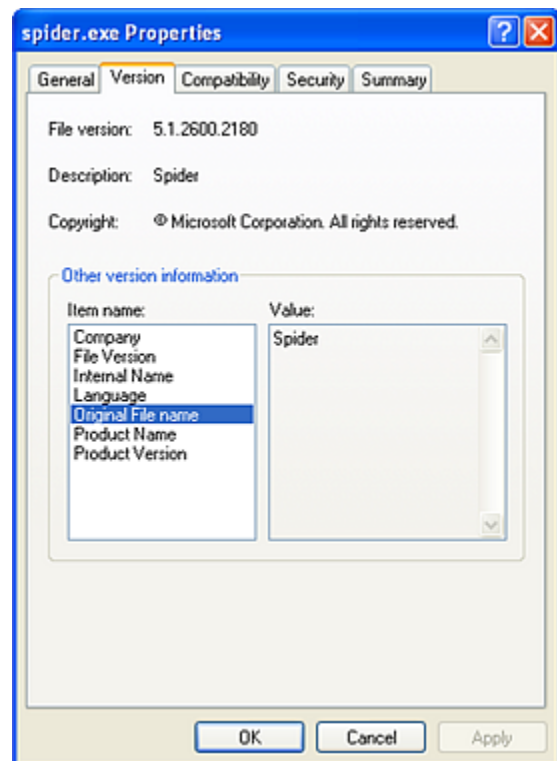 spider.exe Properties
General Version Compatibility Security Summary
File version: 5.1.2600.2180
Description: Spider
Copyright: © Microsoft Corporation. All rights reserved.
Other version information
Item name: Value:
Company Spider
File Version
Internal Name
Language
Original File name
Product Name
Product Version
OK Cancel Apply